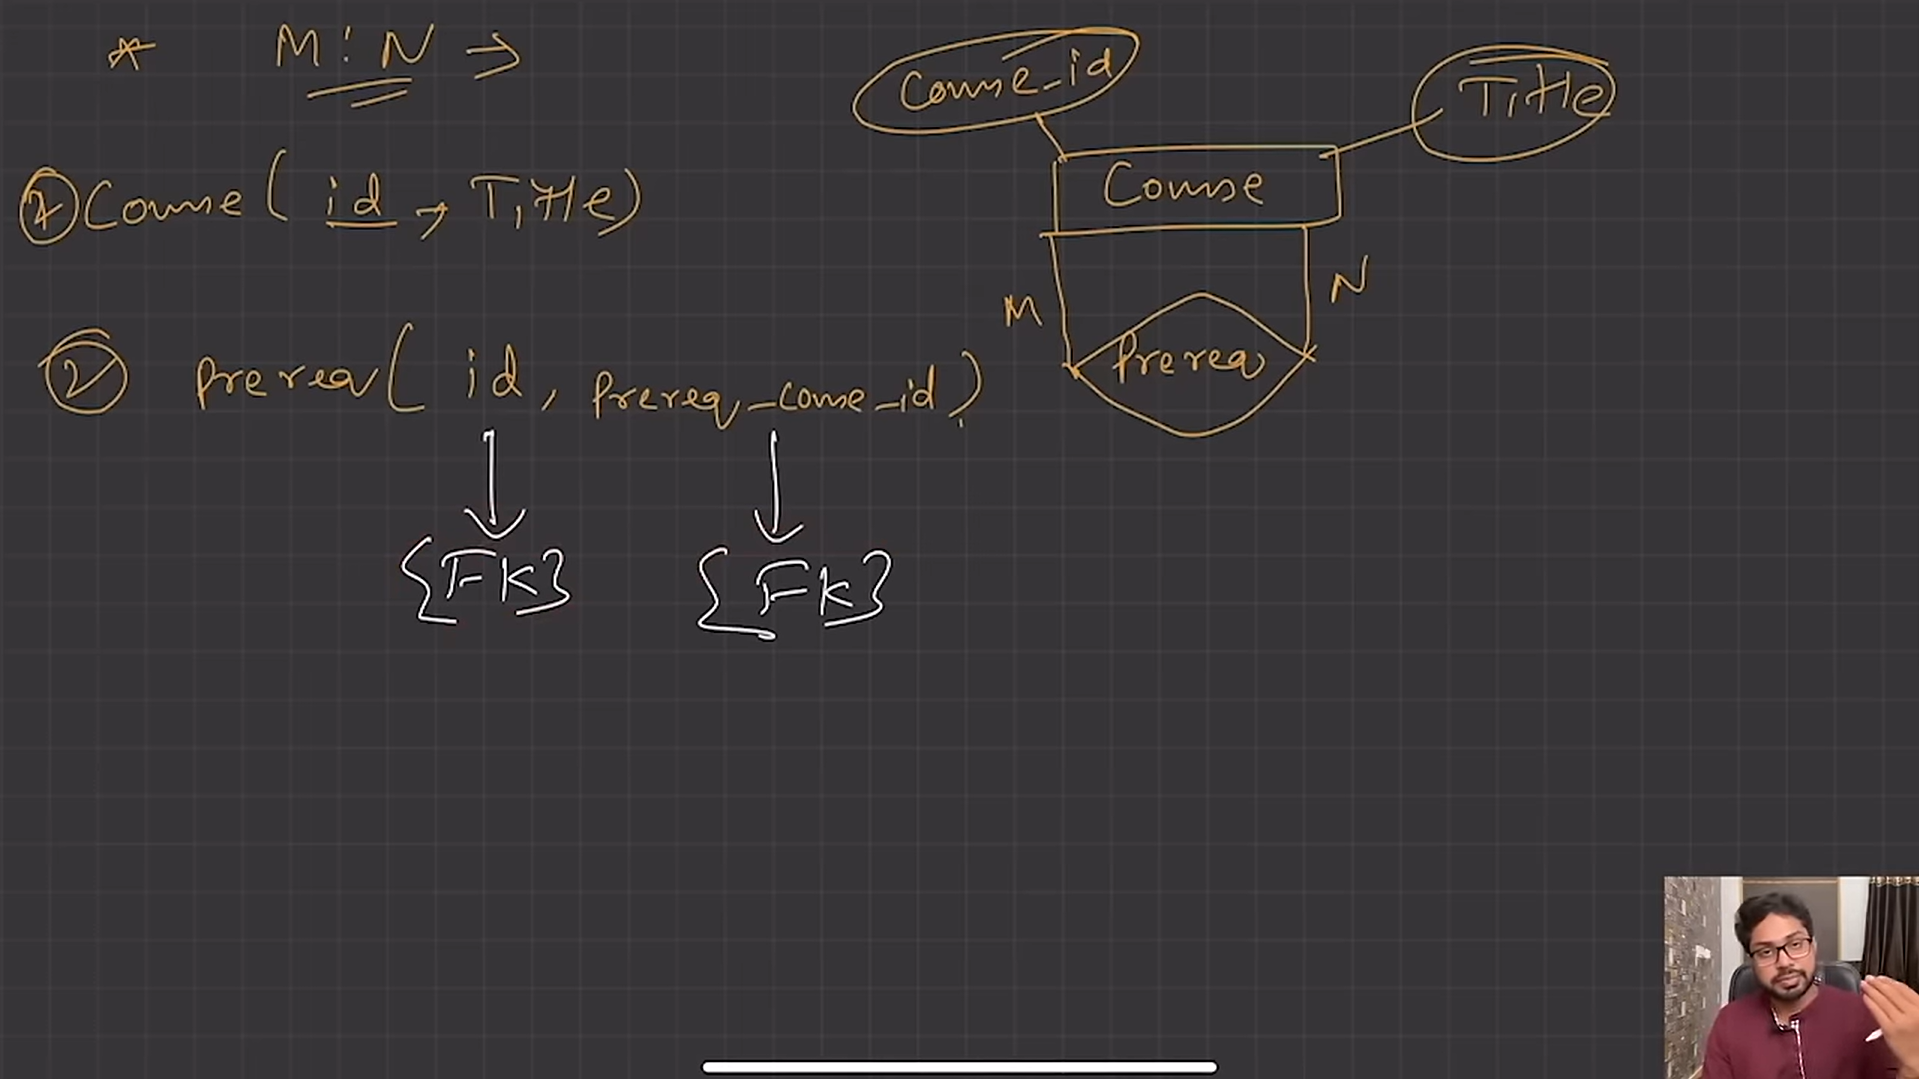 * M : N →
Course_id
Title
① Course ( id , Title )
Course
M
N
② Prereq ( id , Prereq_course_id )
Prereq
↓ ↓
{FK} {FK}